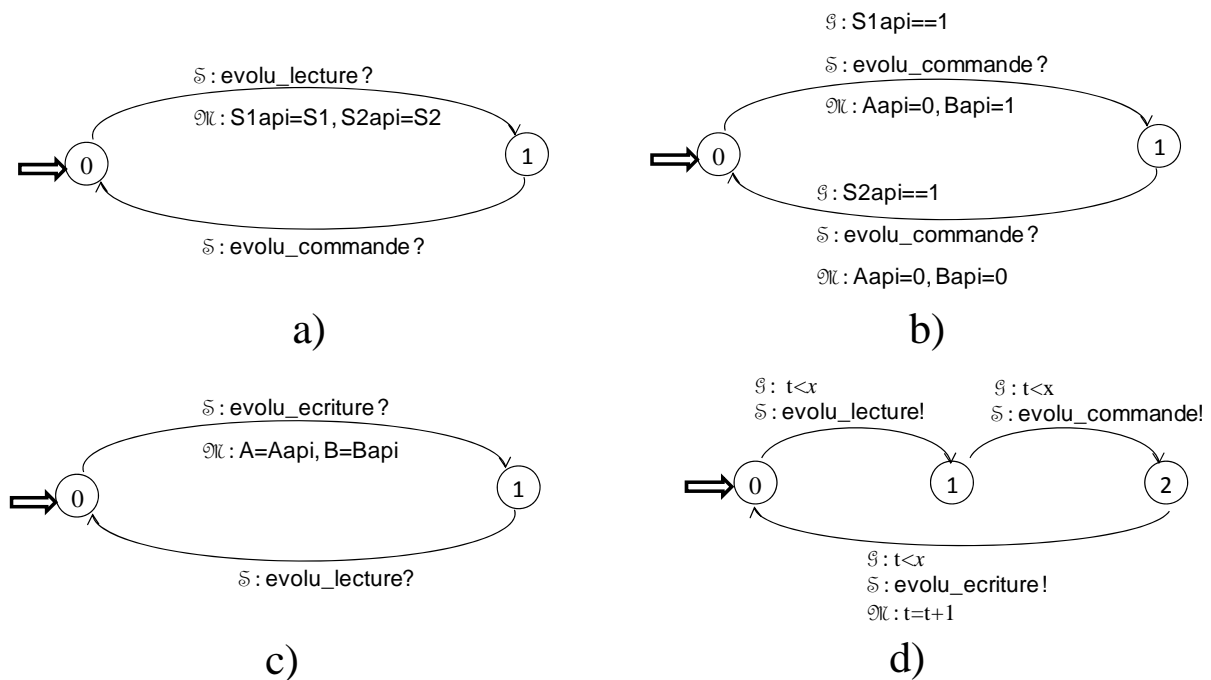 𝒮 : evolu_lecture ?
ℳ : S1api=S1, S2api=S2
0
1
𝒮 : evolu_commande ?
a)
𝒢 : S1api==1
𝒮 : evolu_commande ?
ℳ : Aapi=0, Bapi=1
0
1
𝒢 : S2api==1
𝒮 : evolu_commande ?
ℳ : Aapi=0, Bapi=0
b)
𝒮 : evolu_ecriture ?
ℳ : A=Aapi, B=Bapi
0
1
𝒮 : evolu_lecture?
c)
𝒢 : t<x
𝒮 : evolu_lecture!
𝒢 : t<x
𝒮 : evolu_commande!
0
1
2
𝒢 : t<x
𝒮 : evolu_ecriture !
ℳ : t=t+1
d)